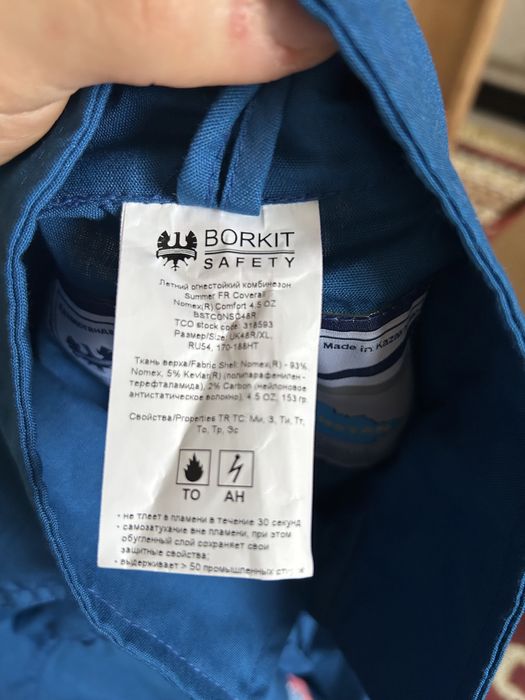 BORKIT
SAFETY
Летний огнестойкий комбинезон
Summer FR Coverall
Nomex(R) Comfort 4.5 OZ
TCO stock code: 318593
Размер/Size: UK48R/XL,
RU54, 170-188HT
Ткань верха/Fabric Shell: Nomex(R) - 93%
Nomex, 5% Kevlar(R) (полипарафенилен-
терефталамида), 2% Carbon (нейлоновое
антистатическое волокно), 4.5 OZ, 153 гр.
Свойства/Properties TR TC: Ми, З, Ти, Тт,
То, Тр, Эс
ТО АН
- не тлеет в пламени в течение 30 секунд
- самозатухание вне пламени, при этом
обугленный слой сохраняет свои
защитные свойства;
- выдерживает > 50 промышленных
Made in Kazak